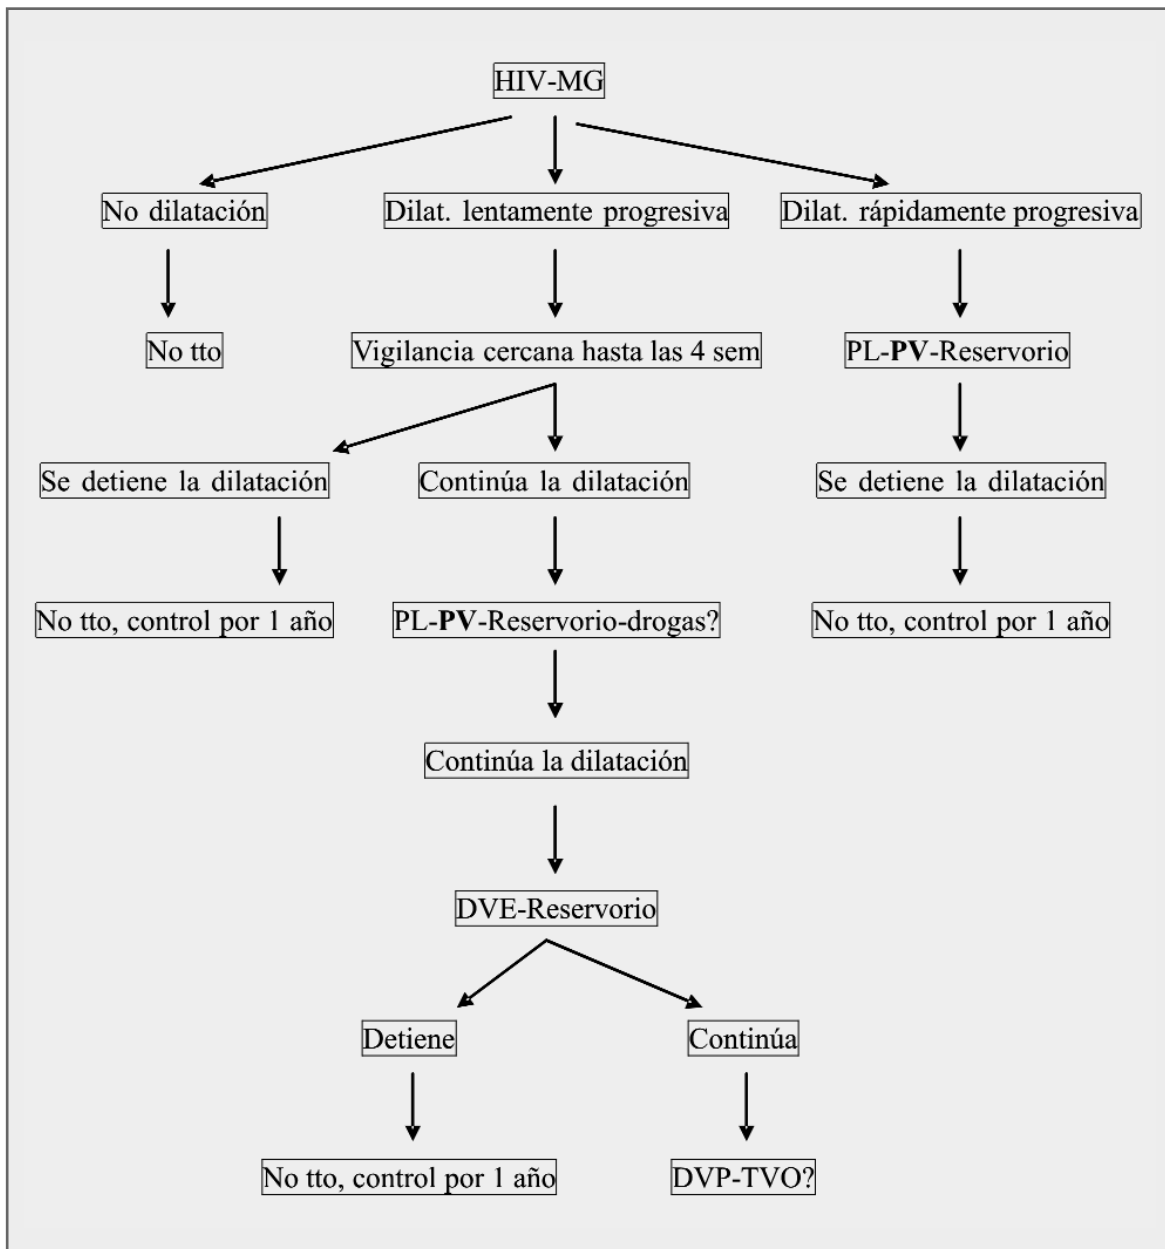 HIV-MG
No dilatación
Dilat. lentamente progresiva
Dilat. rápidamente progresiva
No tto
Vigilancia cercana hasta las 4 sem
PL-PV-Reservorio
Se detiene la dilatación
Continúa la dilatación
Se detiene la dilatación
No tto, control por 1 año
PL-PV-Reservorio-drogas?
No tto, control por 1 año
Continúa la dilatación
DVE-Reservorio
Detiene
Continúa
No tto, control por 1 año
DVP-TVO?